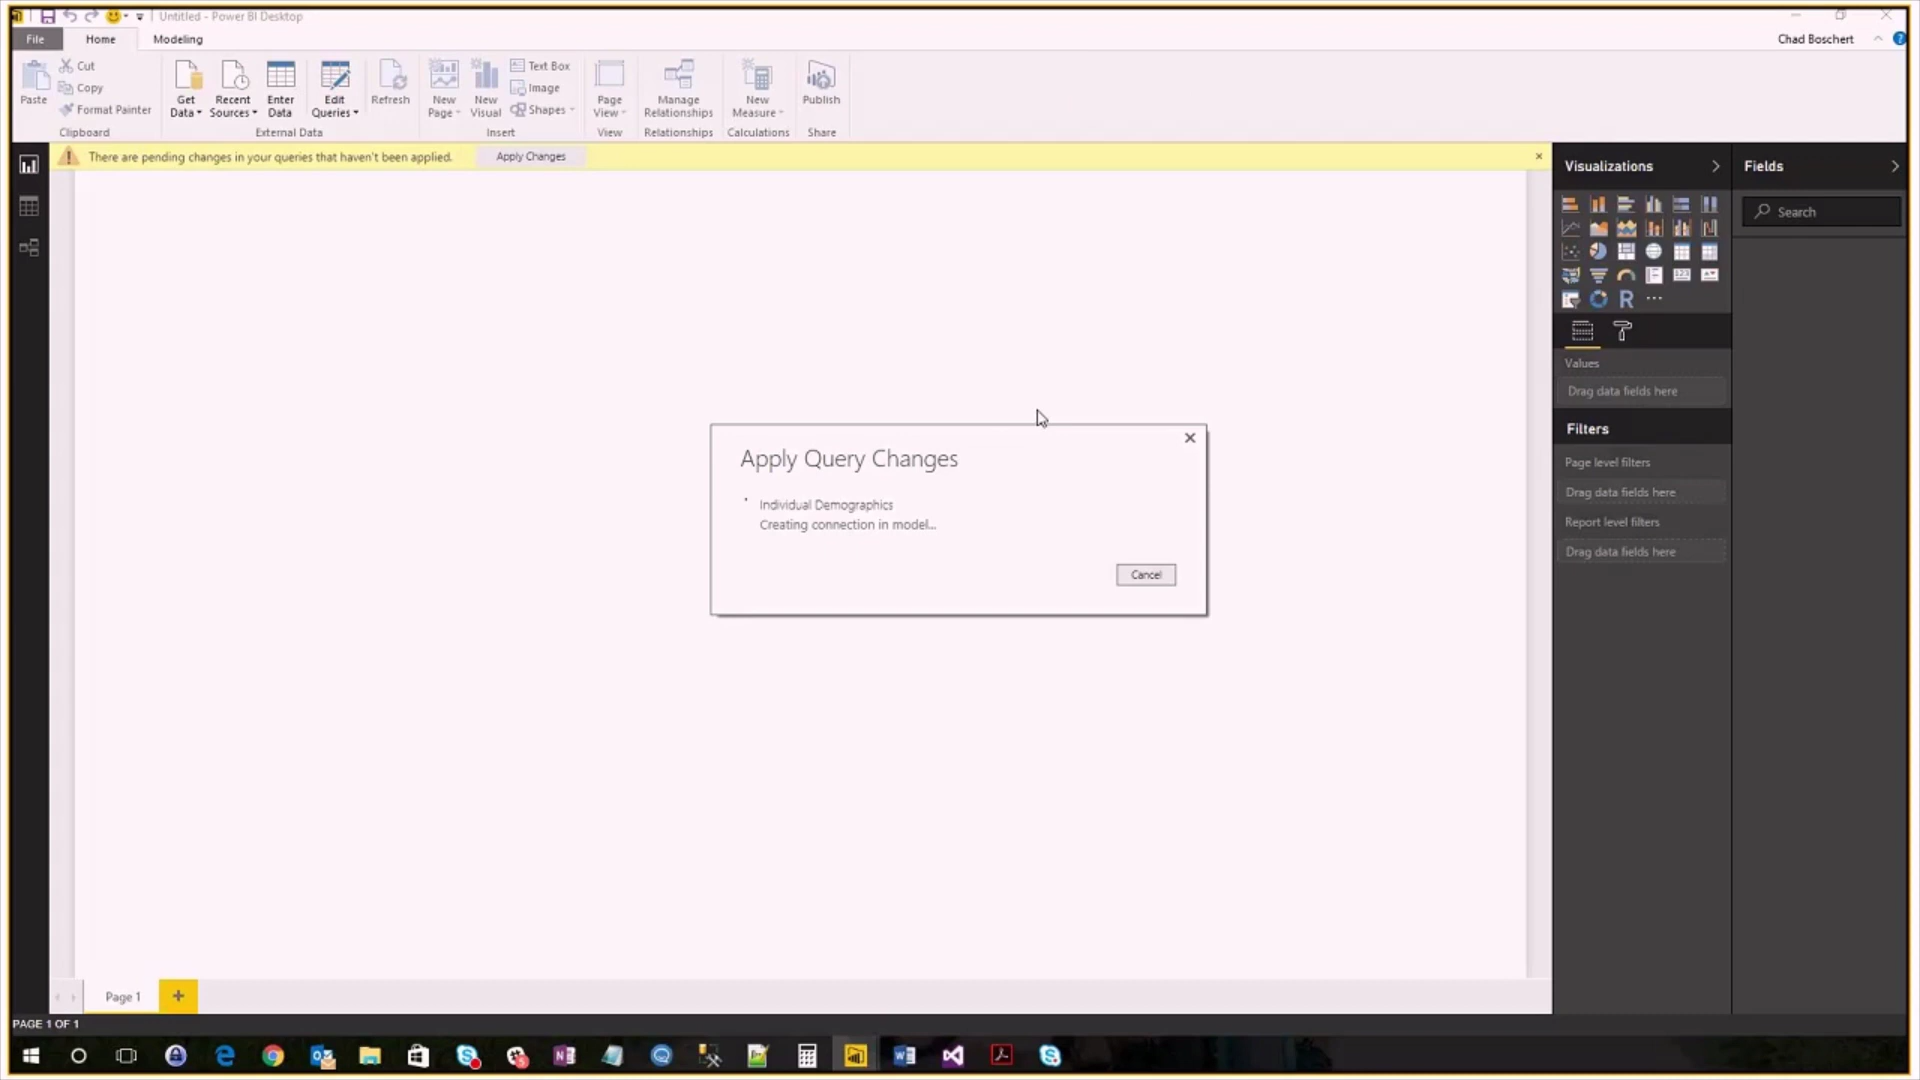 Untitled - Power BI Desktop
File
Home
Modeling
Chad Boschert
Paste
Cut
Copy
Format Painter
Clipboard
Get Data
Recent Sources
Enter Data
Edit Queries
Refresh
External Data
New Page
New Visual
Text Box
Image
Shapes
Insert
Page View
View
Manage Relationships
Relationships
New Measure
Calculations
Publish
Share
There are pending changes in your queries that haven't been applied.
Apply Changes
Visualizations
Fields
Search
R
Values
Drag data fields here
Filters
Page level filters
Drag data fields here
Report level filters
Drag data fields here
Apply Query Changes
Individual Demographics
Creating connection in model...
Cancel
Page 1
PAGE 1 OF 1